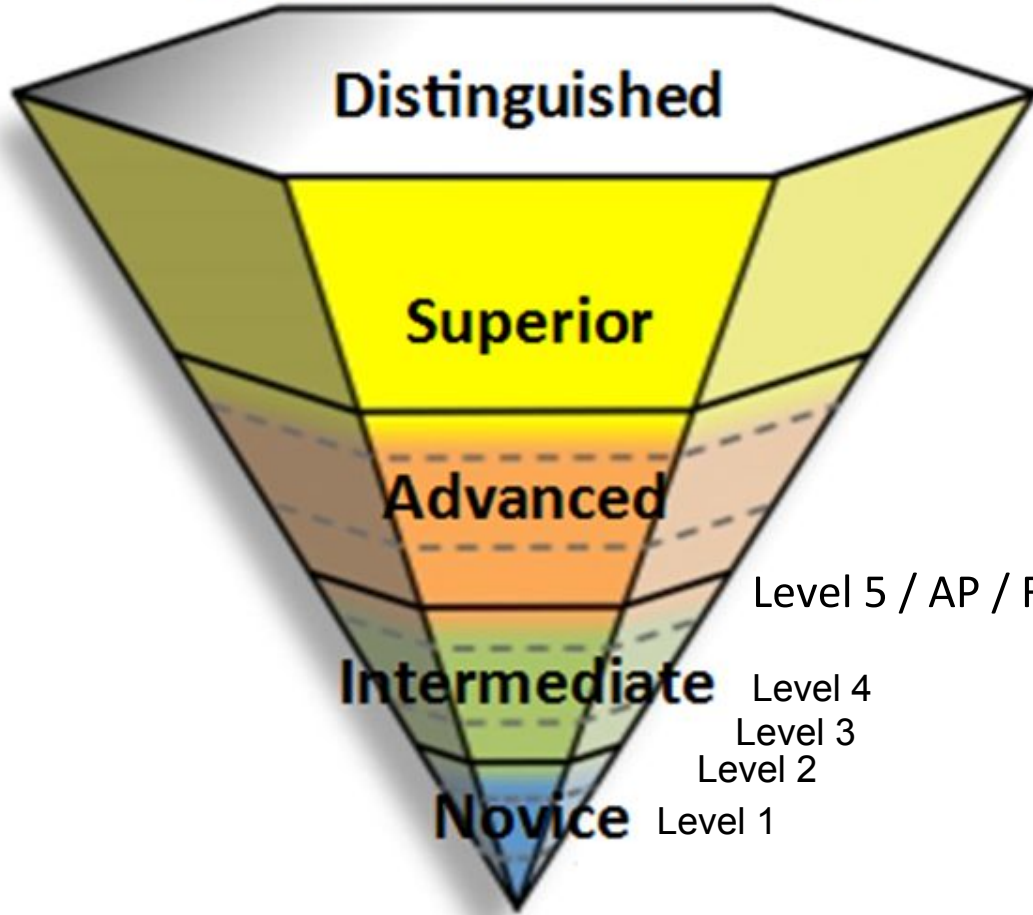 Distinguished
Superior
Advanced
Level 5 / AP /
Intermediate
Level 4
Level 3
Level 2
Novice
Level 1